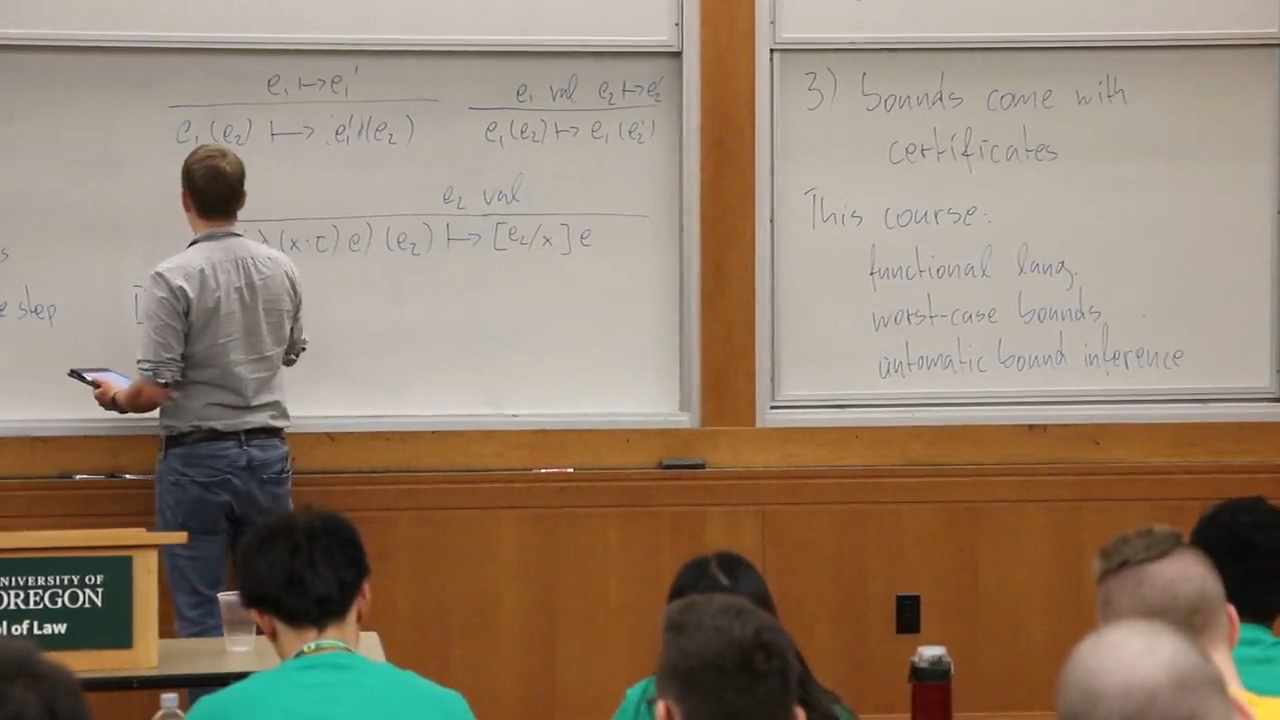 e₁ ↦ e₁'
e₁(e₂) ↦ e₁'(e₂)
e₁ val e₂ ↦ e₂'
e₁(e₂) ↦ e₁(e₂')
e₂ val
λ(x:τ) e) (e₂) ↦ [e₂/x] e
e step
3) bounds come with
certificates
This course:
functional lang.
worst-case bounds
automatic bound inference
NIVERSITY OF
OREGON
ol of Law